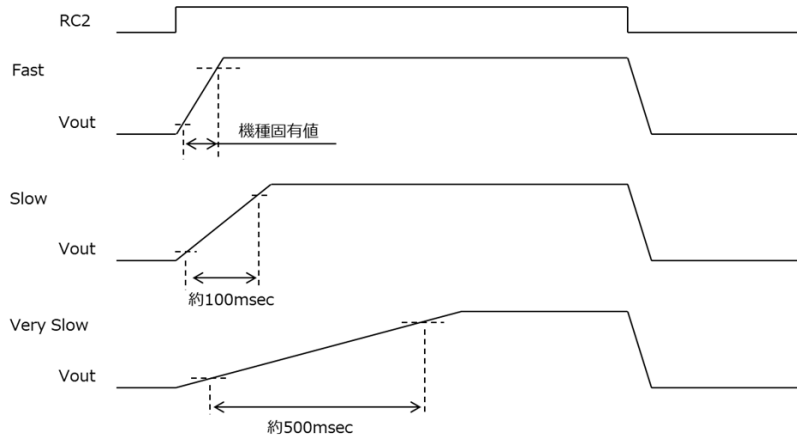 RC2
Fast
Vout
機種固有値
Slow
Vout
約100msec
Very Slow
Vout
約500msec